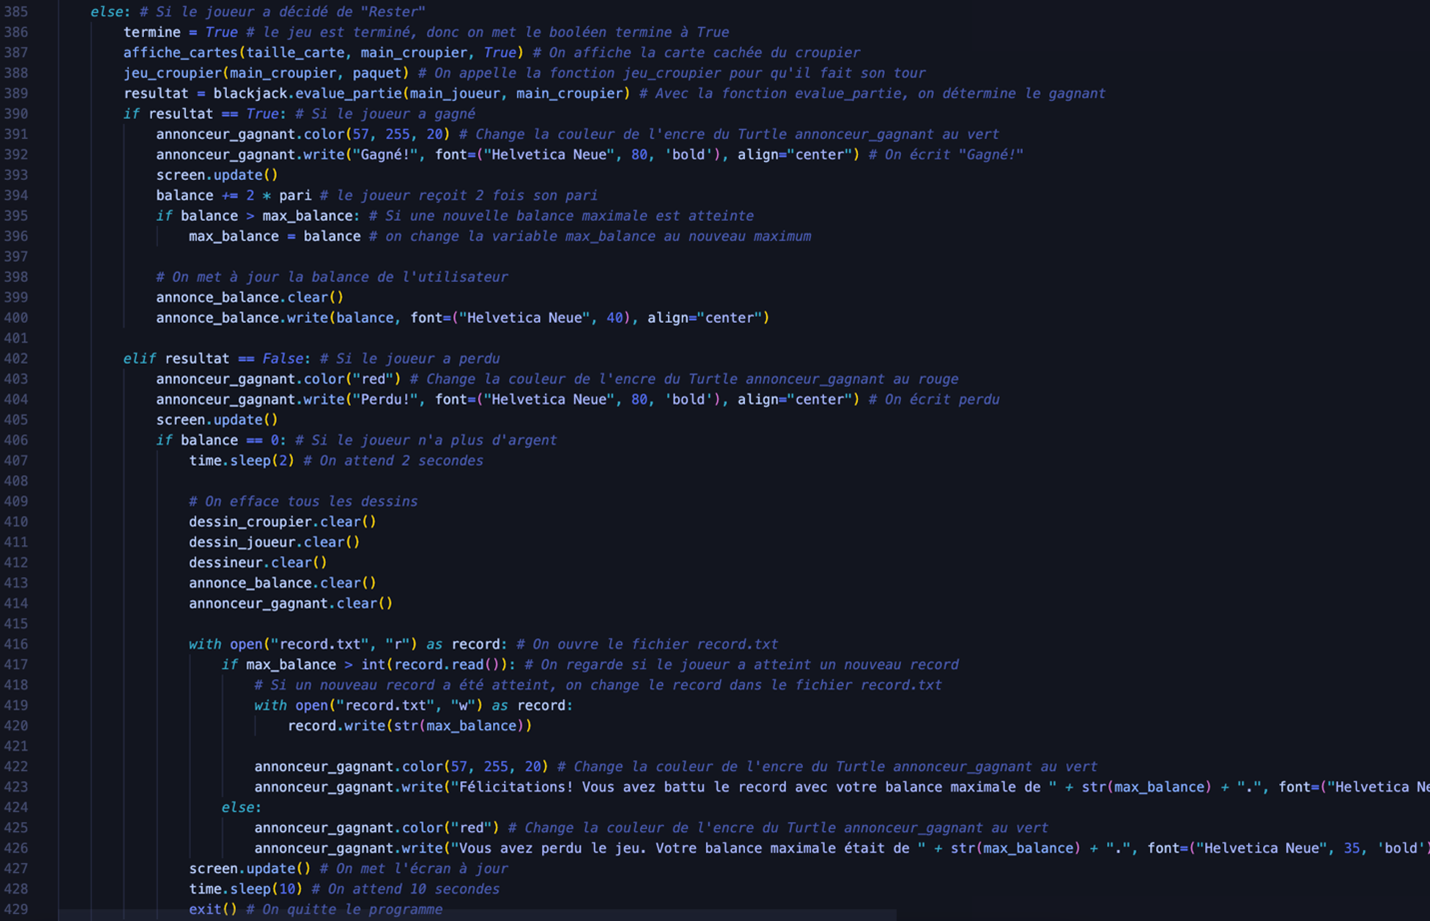 385 else: # Si le joueur a décidé de "Rester"
386 termine = True # le jeu est terminé, donc on met le booléen termine à True
387 affiche_cartes(taille_carte, main_croupier, True) # On affiche la carte cachée du croupier
388 jeu_croupier(main_croupier, paquet) # On appelle la fonction jeu_croupier pour qu'il fait son tour
389 resultat = blackjack.evalue_partie(main_joueur, main_croupier) # Avec la fonction evalue_partie, on détermine le gagnant
390 if resultat == True: # Si le joueur a gagné
391 annonceur_gagnant.color(57, 255, 20) # Change la couleur de l'encre du Turtle annonceur_gagnant au vert
392 annonceur_gagnant.write("Gagné!", font=("Helvetica Neue", 80, 'bold'), align="center") # On écrit "Gagné!"
393 screen.update()
394 balance += 2 * pari # le joueur reçoit 2 fois son pari
395 if balance > max_balance: # Si une nouvelle balance maximale est atteinte
396 max_balance = balance # on change la variable max_balance au nouveau maximum
397
398 # On met à jour la balance de l'utilisateur
399 annonce_balance.clear()
400 annonce_balance.write(balance, font=("Helvetica Neue", 40), align="center")
401
402 elif resultat == False: # Si le joueur a perdu
403 annonceur_gagnant.color("red") # Change la couleur de l'encre du Turtle annonceur_gagnant au rouge
404 annonceur_gagnant.write("Perdu!", font=("Helvetica Neue", 80, 'bold'), align="center") # On écrit perdu
405 screen.update()
406 if balance == 0: # Si le joueur n'a plus d'argent
407 time.sleep(2) # On attend 2 secondes
408
409 # On efface tous les dessins
410 dessin_croupier.clear()
411 dessin_joueur.clear()
412 dessineur.clear()
413 annonce_balance.clear()
414 annonceur_gagnant.clear()
415
416 with open("record.txt", "r") as record: # On ouvre le fichier record.txt
417 if max_balance > int(record.read()): # On regarde si le joueur a atteint un nouveau record
418 # Si un nouveau record a été atteint, on change le record dans le fichier record.txt
419 with open("record.txt", "w") as record:
420 record.write(str(max_balance))
421
422 annonceur_gagnant.color(57, 255, 20) # Change la couleur de l'encre du Turtle annonceur_gagnant au vert
423 annonceur_gagnant.write("Félicitations! Vous avez battu le record avec votre balance maximale de " + str(max_balance) + ".", font=("Helvetica Ne
424 else:
425 annonceur_gagnant.color("red") # Change la couleur de l'encre du Turtle annonceur_gagnant au vert
426 annonceur_gagnant.write("Vous avez perdu le jeu. Votre balance maximale était de " + str(max_balance) + ".", font=("Helvetica Neue", 35, 'bold')
427 screen.update() # On met l'écran à jour
428 time.sleep(10) # On attend 10 secondes
429 exit() # On quitte le programme